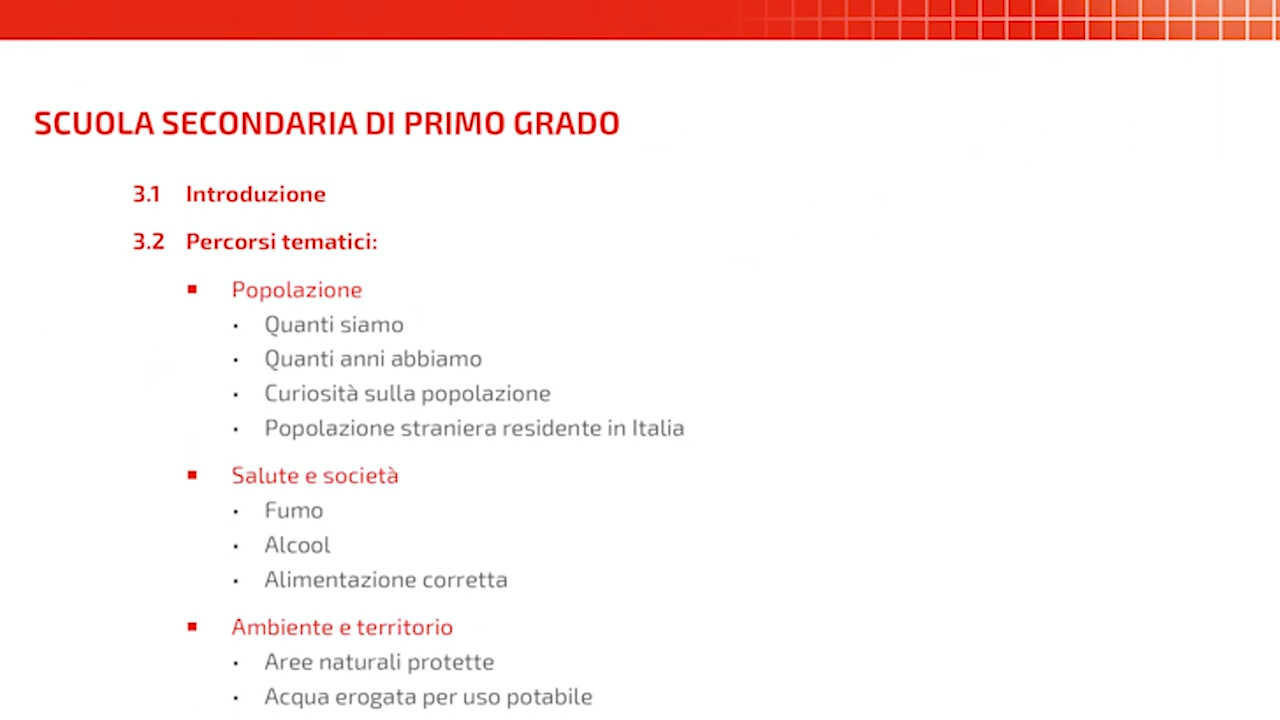 SCUOLA SECONDARIA DI PRIMO GRADO
3.1 Introduzione
3.2 Percorsi tematici:
▪ Popolazione
• Quanti siamo
• Quanti anni abbiamo
• Curiosità sulla popolazione
• Popolazione straniera residente in Italia
▪ Salute e società
• Fumo
• Alcool
• Alimentazione corretta
▪ Ambiente e territorio
• Aree naturali protette
• Acqua erogata per uso potabile